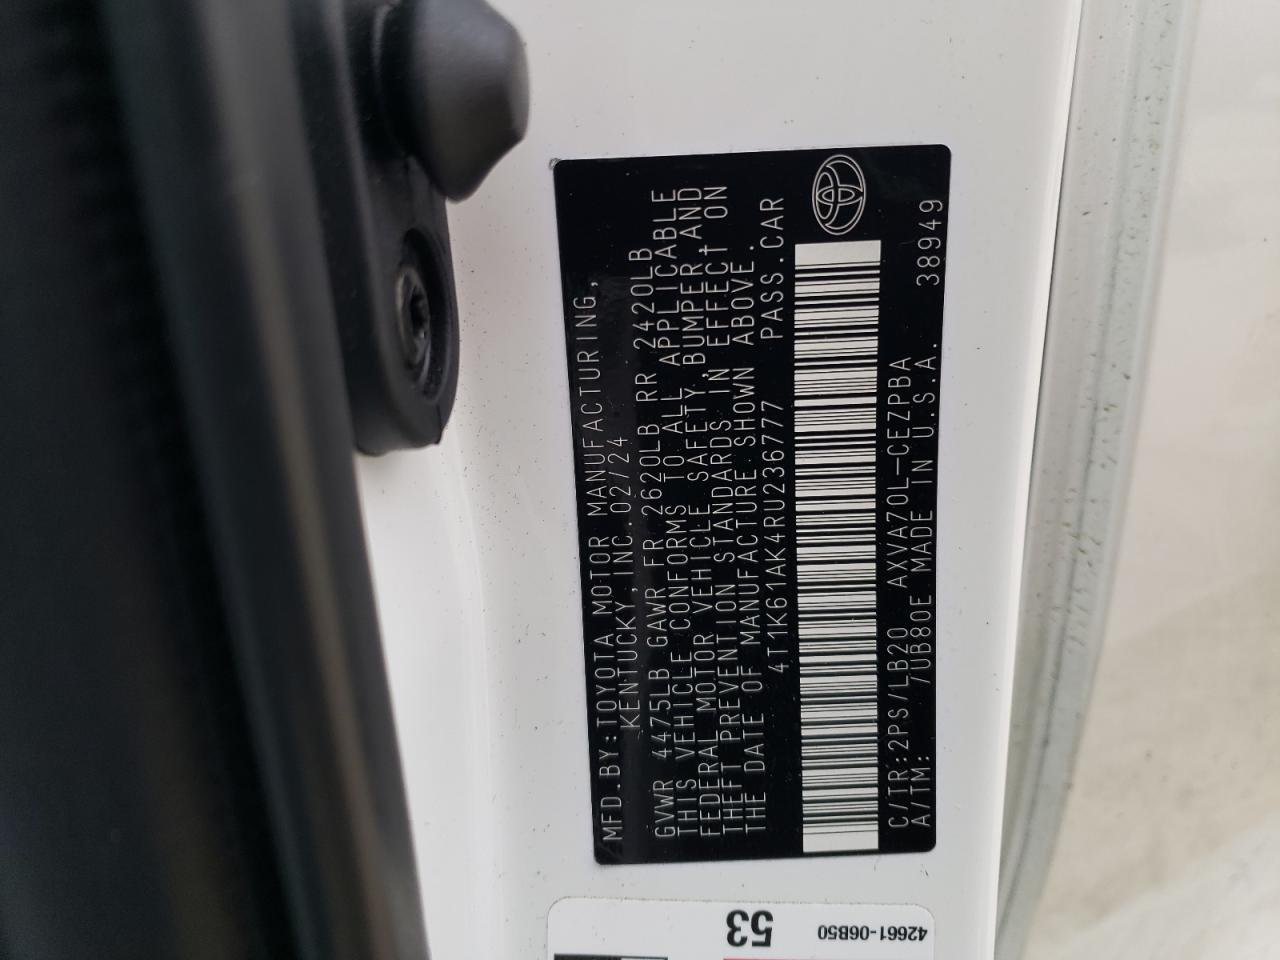 MFD.BY:TOYOTA MOTOR MANUFACTURING,
KENTUCKY,INC.02/24
GVWR 4475LB GAWR FR 2620LB RR 2420LB
THIS VEHICLE CONFORMS TO ALL APPLICABLE
FEDERAL MOTOR VEHICLE SAFETY,BUMPER,AND
THEFT PREVENTION STANDARDS IN EFFECT ON
THE DATE OF MANUFACTURE SHOWN ABOVE.
4T1K61AK4RU236777 PASS.CAR
C/TR:2PS/LB20 AXVA70L-CEZPBA
A/TM: /UB80E MADE IN U.S.A. 38949
53
42661-06B50